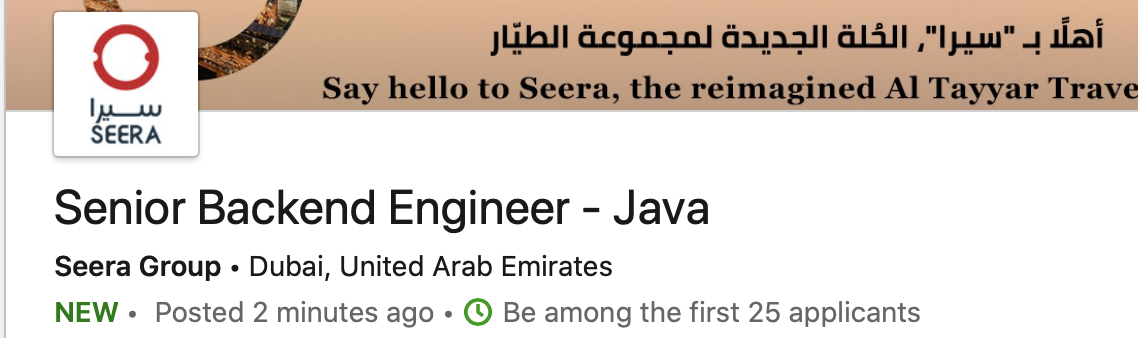 أهلًا بـ "سيرا"، الحُلة الجديدة لمجموعة الطيّار
Say hello to Seera, the reimagined Al Tayyar Trave
سيرا
SEERA
Senior Backend Engineer - Java
Seera Group • Dubai, United Arab Emirates
NEW • Posted 2 minutes ago • Be among the first 25 applicants